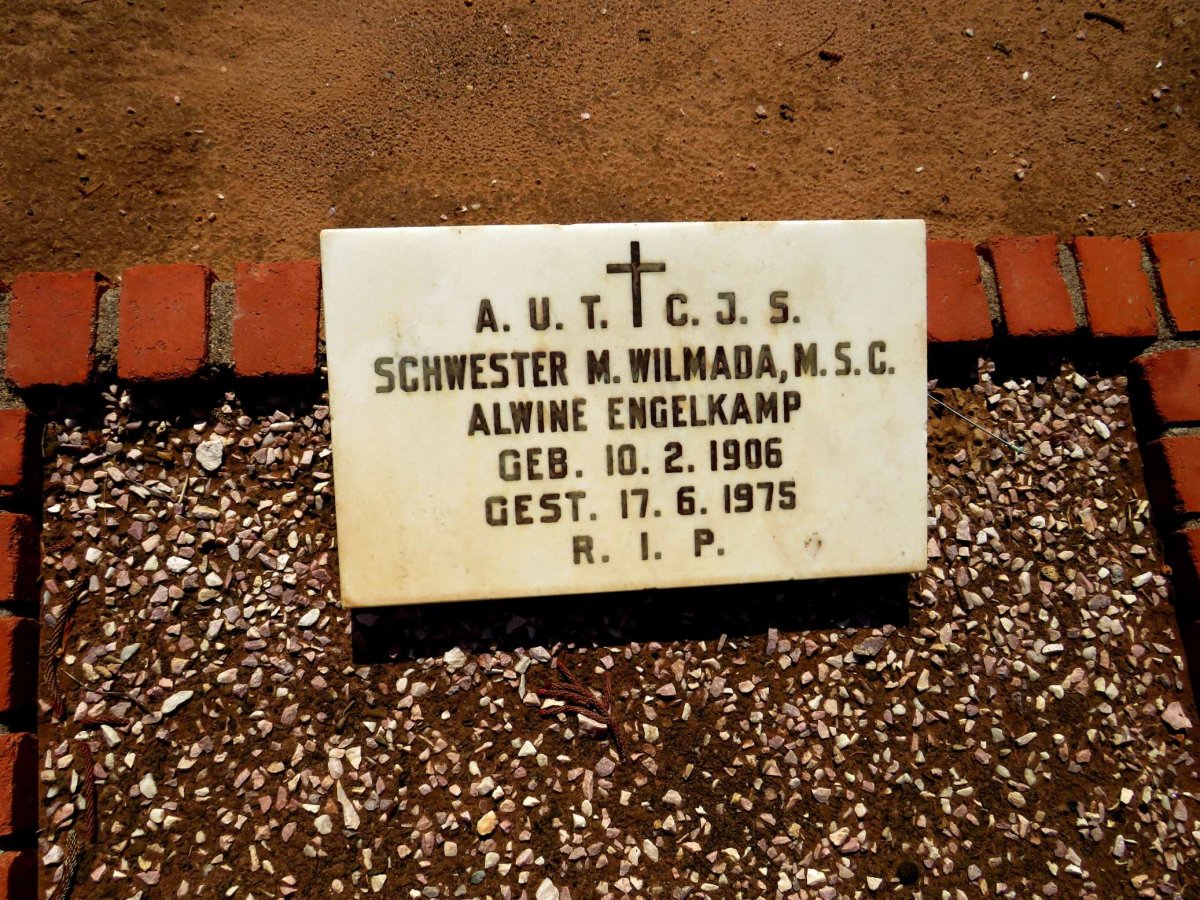 A. U. T. C. J. S.
SCHWESTER M. WILMADA, M. S. C.
ALWINE ENGELKAMP
GEB. 10. 2. 1906
GEST. 17. 6. 1975
R. I. P.